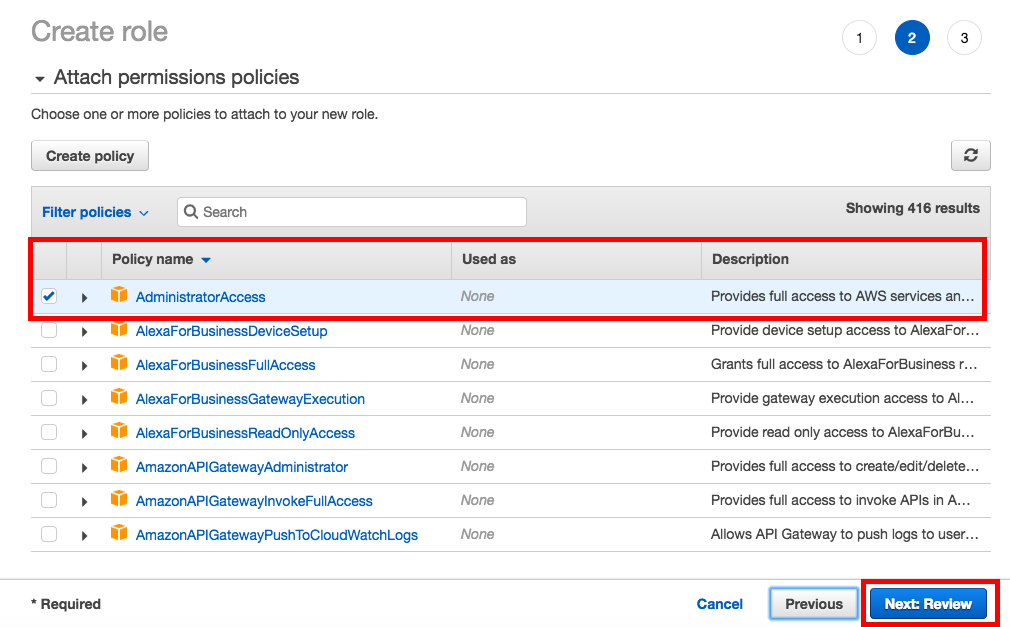 Create role
1 2 3
Attach permissions policies
Choose one or more policies to attach to your new role.
Create policy
Filter policies Search Showing 416 results
Policy name Used as Description
AdministratorAccess None Provides full access to AWS services an…
AlexaForBusinessDeviceSetup None Provide device setup access to AlexaFor…
AlexaForBusinessFullAccess None Grants full access to AlexaForBusiness r…
AlexaForBusinessGatewayExecution None Provide gateway execution access to Al…
AlexaForBusinessReadOnlyAccess None Provide read only access to AlexaForBu…
AmazonAPIGatewayAdministrator None Provides full access to create/edit/delete…
AmazonAPIGatewayInvokeFullAccess None Provides full access to invoke APIs in A…
AmazonAPIGatewayPushToCloudWatchLogs None Allows API Gateway to push logs to user…
* Required Cancel Previous Next: Review